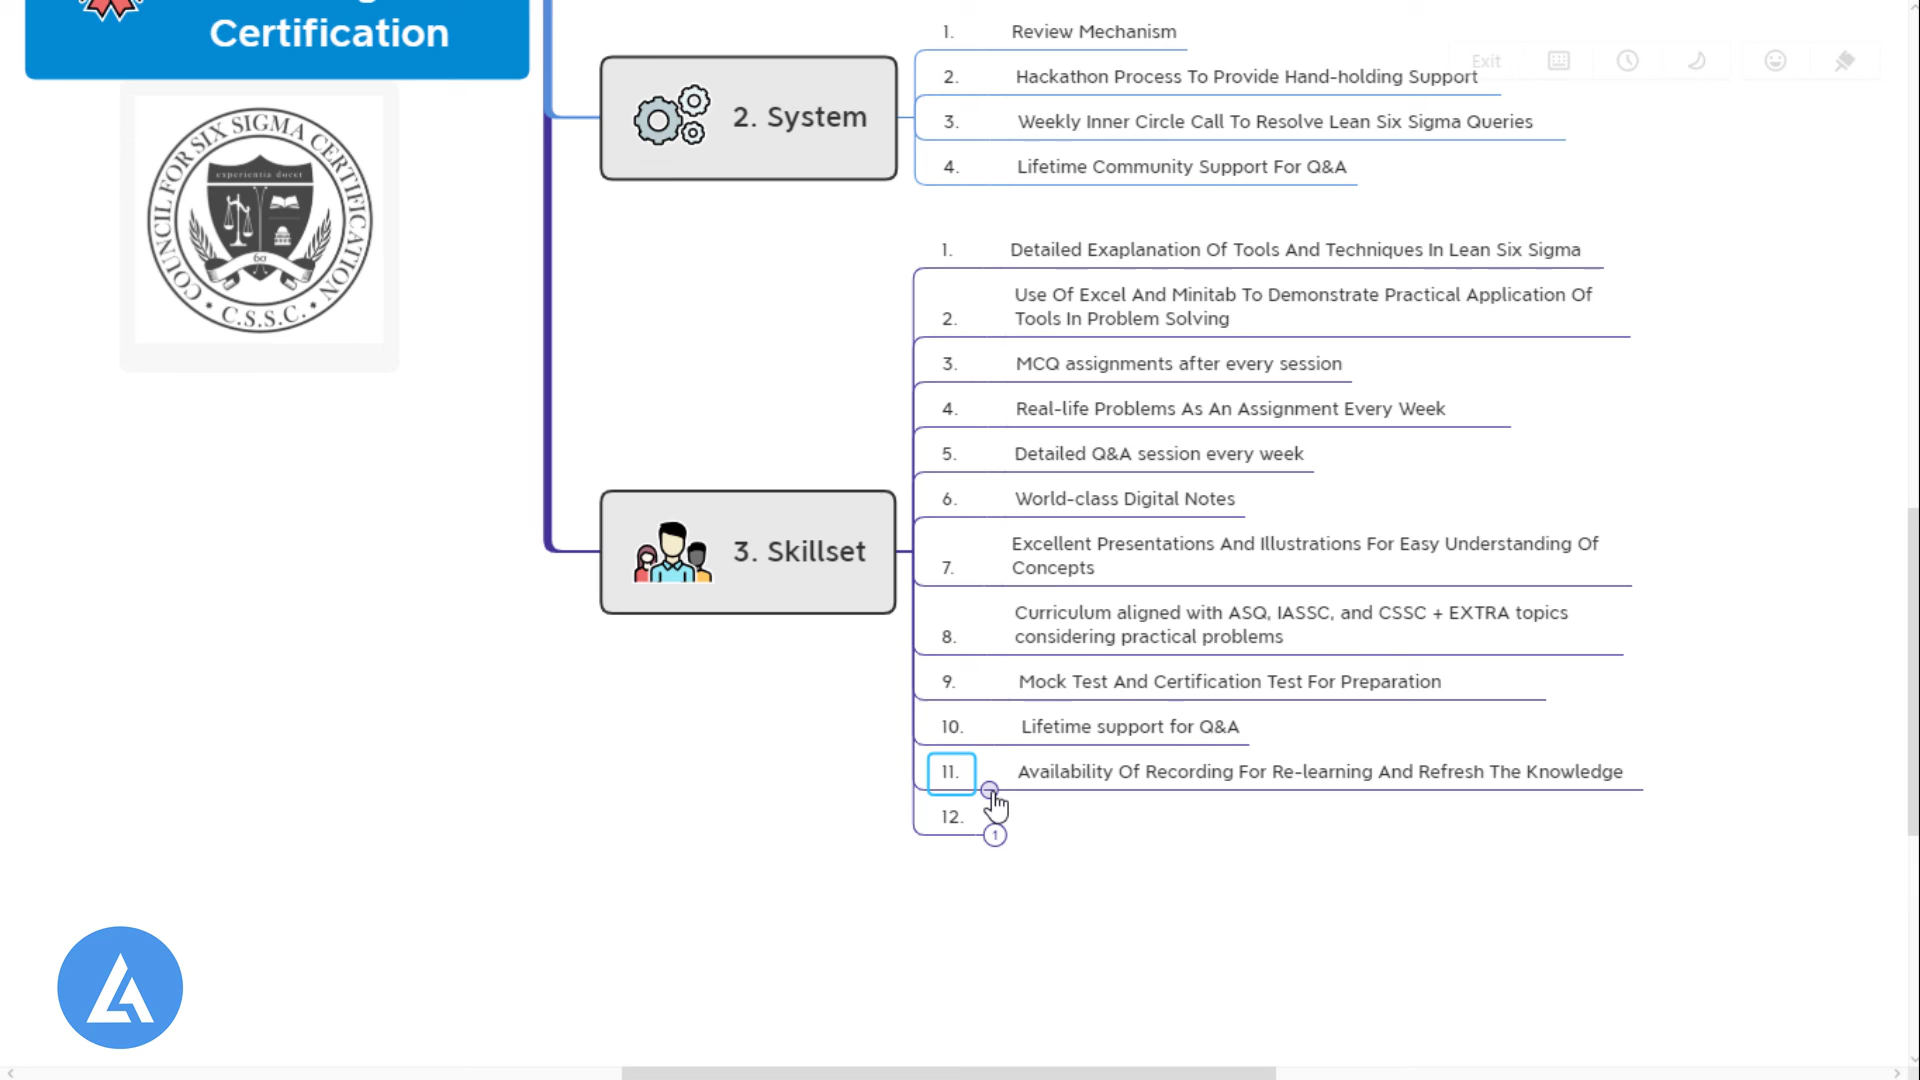 Certification
COUNCIL FOR SIX SIGMA CERTIFICATION
experientia docet
6σ
C.S.S.C.
2. System
1. Review Mechanism
2. Hackathon Process To Provide Hand-holding Support
3. Weekly Inner Circle Call To Resolve Lean Six Sigma Queries
4. Lifetime Community Support For Q&A
Exit
3. Skillset
1. Detailed Exaplanation Of Tools And Techniques In Lean Six Sigma
Use Of Excel And Minitab To Demonstrate Practical Application Of
2. Tools In Problem Solving
3. MCQ assignments after every session
4. Real-life Problems As An Assignment Every Week
5. Detailed Q&A session every week
6. World-class Digital Notes
Excellent Presentations And Illustrations For Easy Understanding Of
7. Concepts
Curriculum aligned with ASQ, IASSC, and CSSC + EXTRA topics
8. considering practical problems
9. Mock Test And Certification Test For Preparation
10. Lifetime support for Q&A
11. Availability Of Recording For Re-learning And Refresh The Knowledge
12.
1